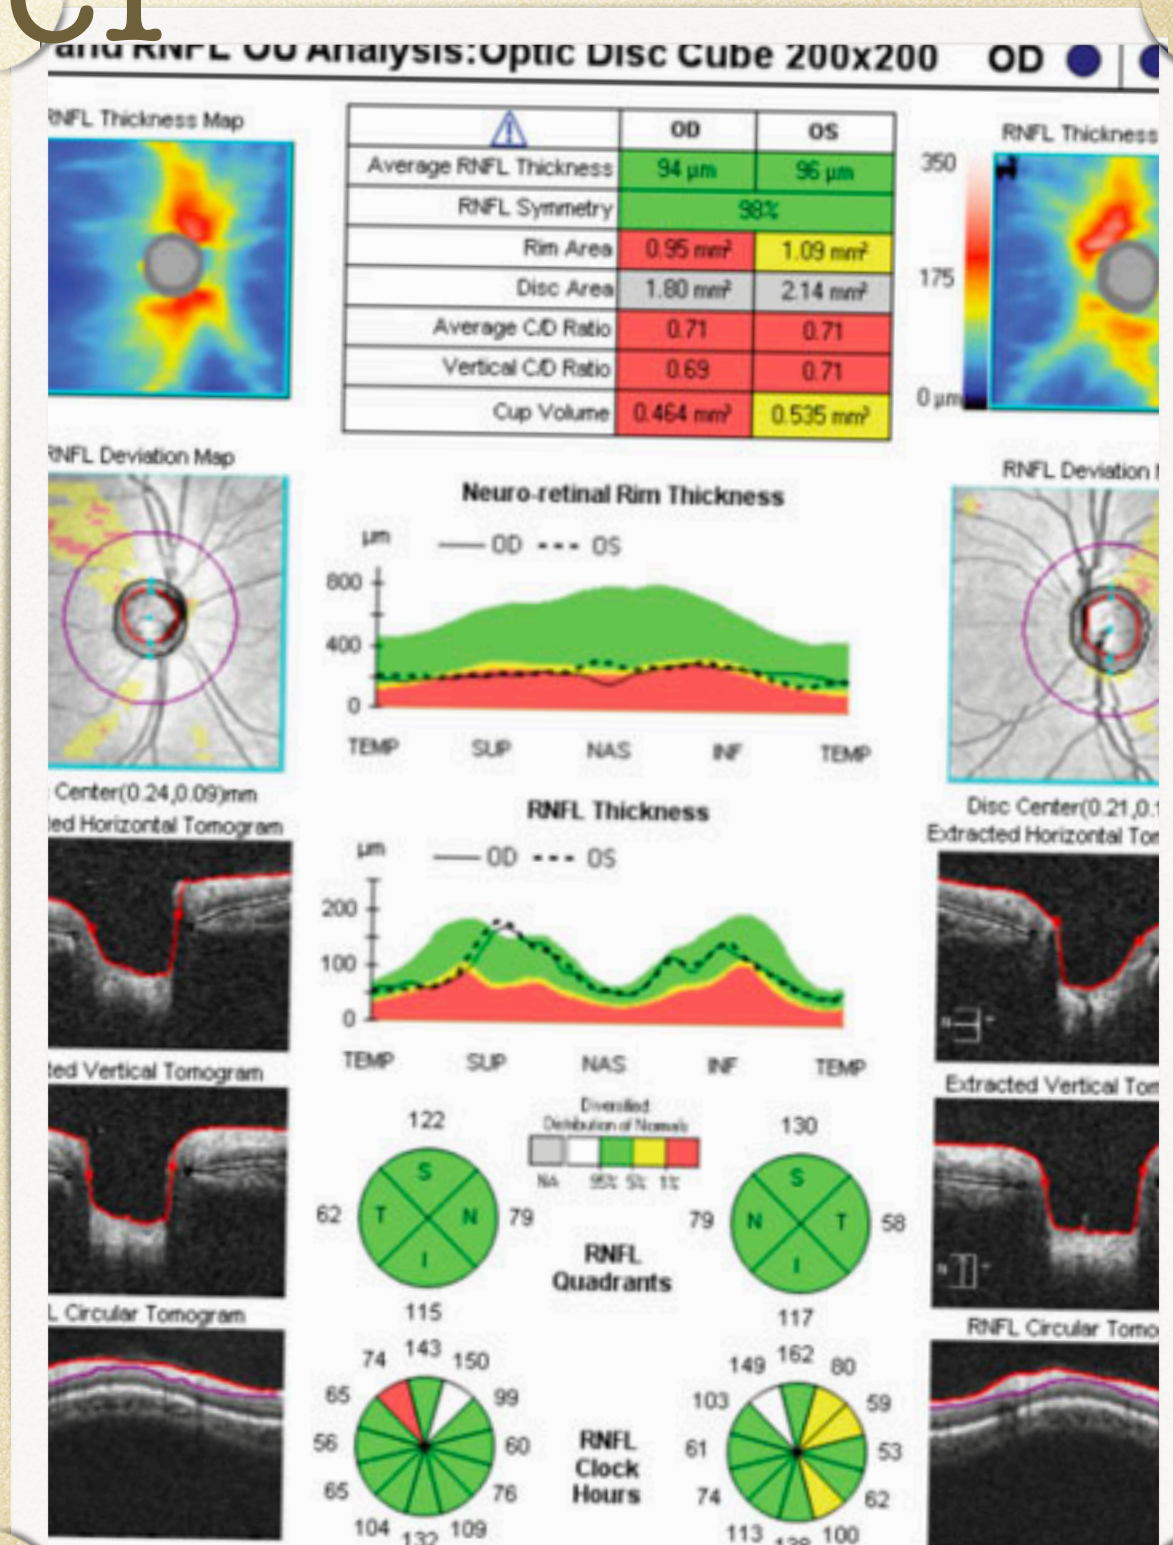 and RNFL OU Analysis:Optic Disc Cube 200x200 OD
RNFL Thickness Map
OD OS
Average RNFL Thickness 94 µm 96 µm
RNFL Symmetry 98%
Rim Area 0.95 mm² 1.09 mm²
Disc Area 1.80 mm² 2.14 mm²
Average C/D Ratio 0.71 0.71
Vertical C/D Ratio 0.69 0.71
Cup Volume 0.464 mm³ 0.535 mm³
RNFL Thickness
350
175
0 µm
RNFL Deviation Map
Neuro-retinal Rim Thickness
µm OD OS
800
400
0
TEMP SUP NAS INF TEMP
RNFL Deviation
Center(0.24,0.09)mm
Disc Center(0.21,0.1
Horizontal Tomogram
Extracted Horizontal
RNFL Thickness
µm OD OS
200
100
0
TEMP SUP NAS INF TEMP
Vertical Tomogram
Extracted Vertical
Diversified
Distribution of Normals
NA 95% 5% 1%
122
S
62 T N 79
I
115
130
S
79 N T 58
I
117
RNFL
Quadrants
Circular Tomogram
RNFL Circular
74 143 150
65 99
56 60
65 76
104 132 109
149 162 80
103 59
61 53
74 62
113 100
RNFL
Clock
Hours